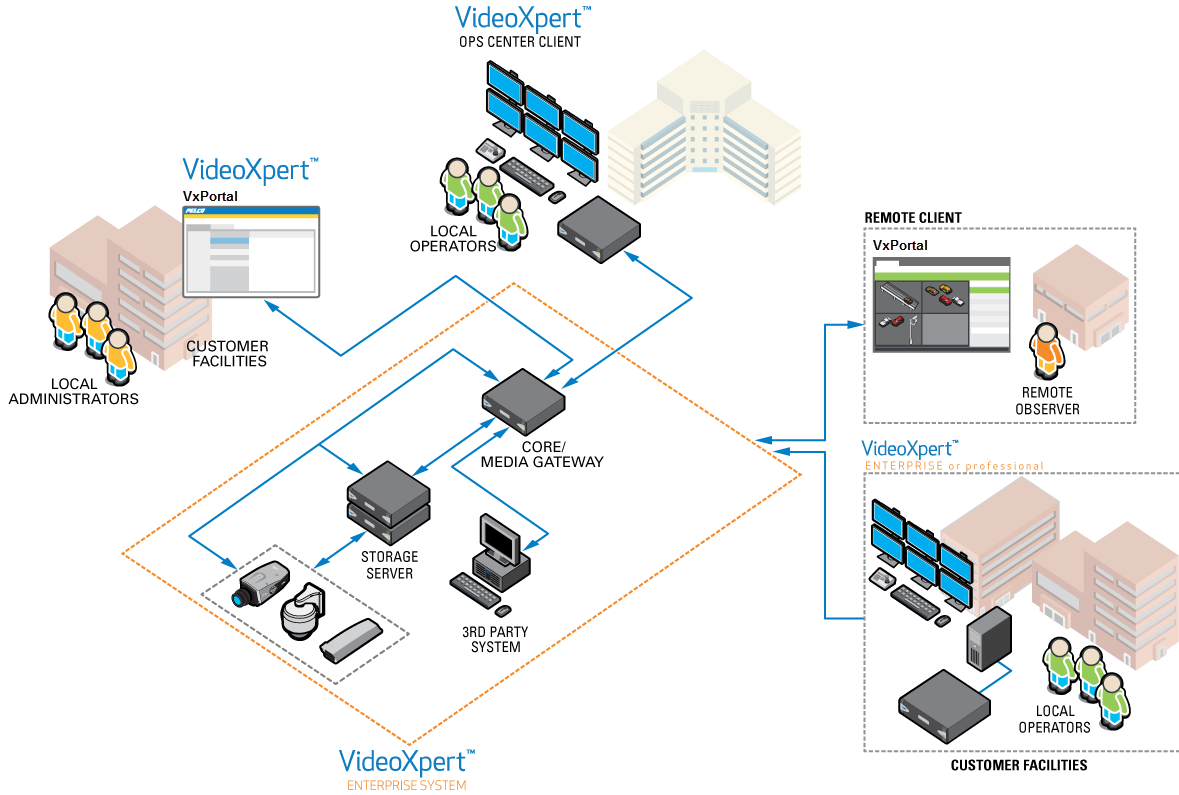 VideoXpert™
OPS CENTER CLIENT
LOCAL
OPERATORS
VideoXpert™
VxPortal
PELCO
CUSTOMER
FACILITIES
LOCAL
ADMINISTRATORS
REMOTE CLIENT
VxPortal
REMOTE
OBSERVER
CORE/
MEDIA GATEWAY
STORAGE
SERVER
3RD PARTY
SYSTEM
VideoXpert™
ENTERPRISE SYSTEM
VideoXpert™
ENTERPRISE or professional
LOCAL
OPERATORS
CUSTOMER FACILITIES